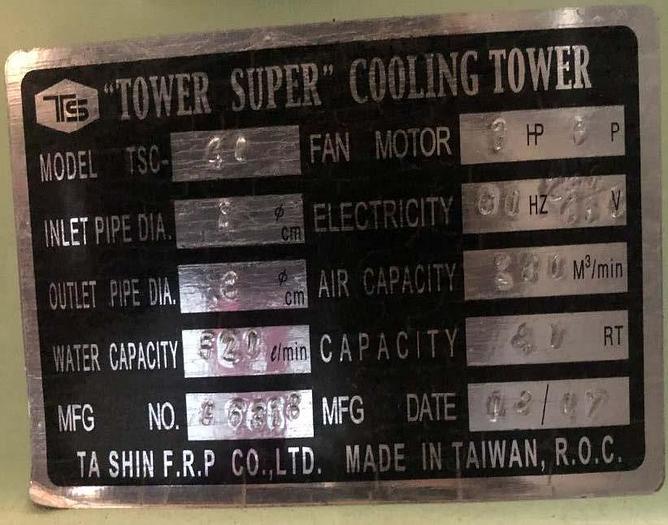 TCS "TOWER SUPER" COOLING TOWER
MODEL TSC- FAN MOTOR HP P
INLET PIPE DIA. ø cm ELECTRICITY HZ V
OUTLET PIPE DIA. 8 ø cm AIR CAPACITY M³/min
WATER CAPACITY 520 ℓ/min CAPACITY RT
MFG NO. MFG DATE /
TA SHIN F.R.P CO.,LTD. MADE IN TAIWAN, R.O.C.